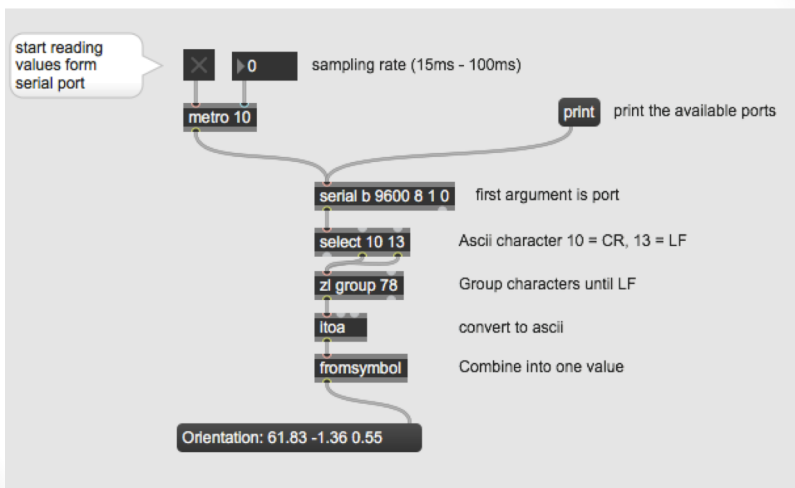 start reading
values form
serial port
0
sampling rate (15ms - 100ms)
metro 10
print
print the available ports
serial b 9600 8 1 0
first argument is port
select 10 13
Ascii character 10 = CR, 13 = LF
zl group 78
Group characters until LF
itoa
convert to ascii
fromsymbol
Combine into one value
Orientation: 61.83 -1.36 0.55